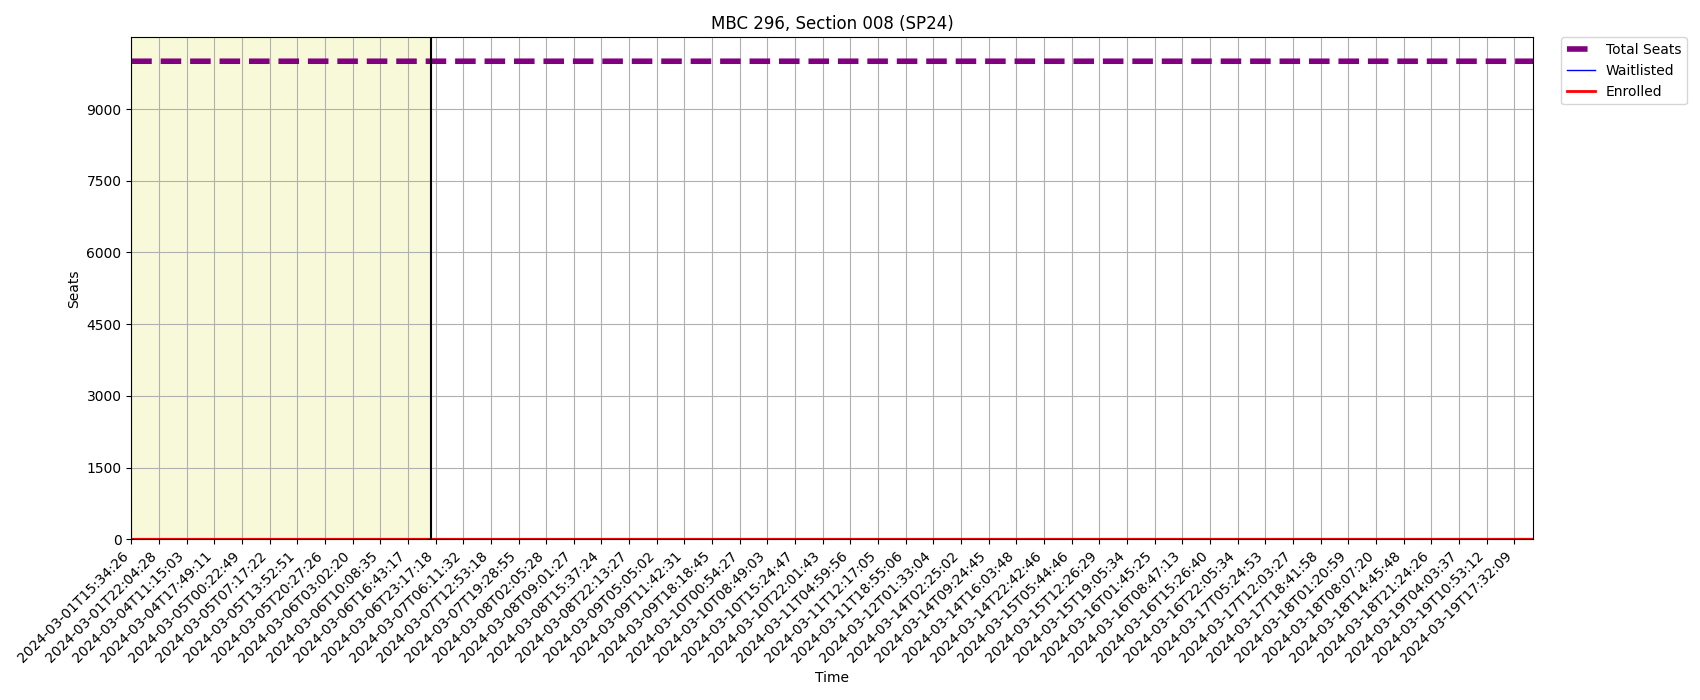 MBC 296, Section 008 (SP24)
Total Seats
Waitlisted
Enrolled
9000
7500
6000
4500
3000
1500
0
Seats
2024-03-01T15:34:26
2024-03-01T22:04:28
2024-03-04T11:15:03
2024-03-04T17:49:11
2024-03-05T00:22:49
2024-03-05T07:17:22
2024-03-05T13:52:51
2024-03-05T20:27:26
2024-03-06T03:02:20
2024-03-06T10:08:35
2024-03-06T16:43:17
2024-03-06T23:17:18
2024-03-07T06:11:32
2024-03-07T12:53:18
2024-03-07T19:28:55
2024-03-08T02:05:28
2024-03-08T09:01:27
2024-03-08T15:37:24
2024-03-08T22:13:27
2024-03-09T05:05:02
2024-03-09T11:42:31
2024-03-09T18:18:45
2024-03-10T00:54:27
2024-03-10T08:49:03
2024-03-10T15:24:47
2024-03-10T22:01:43
2024-03-11T04:59:56
2024-03-11T12:17:05
2024-03-11T18:55:06
2024-03-12T01:33:04
2024-03-14T02:25:02
2024-03-14T09:24:45
2024-03-14T16:03:48
2024-03-14T22:42:46
2024-03-15T05:44:46
2024-03-15T12:26:29
2024-03-15T19:05:34
2024-03-16T01:45:25
2024-03-16T08:47:13
2024-03-16T15:26:40
2024-03-16T22:05:34
2024-03-17T05:24:53
2024-03-17T12:03:27
2024-03-17T18:41:58
2024-03-18T01:20:59
2024-03-18T08:07:20
2024-03-18T14:45:48
2024-03-18T21:24:26
2024-03-19T04:03:37
2024-03-19T10:53:12
2024-03-19T17:32:09
Time